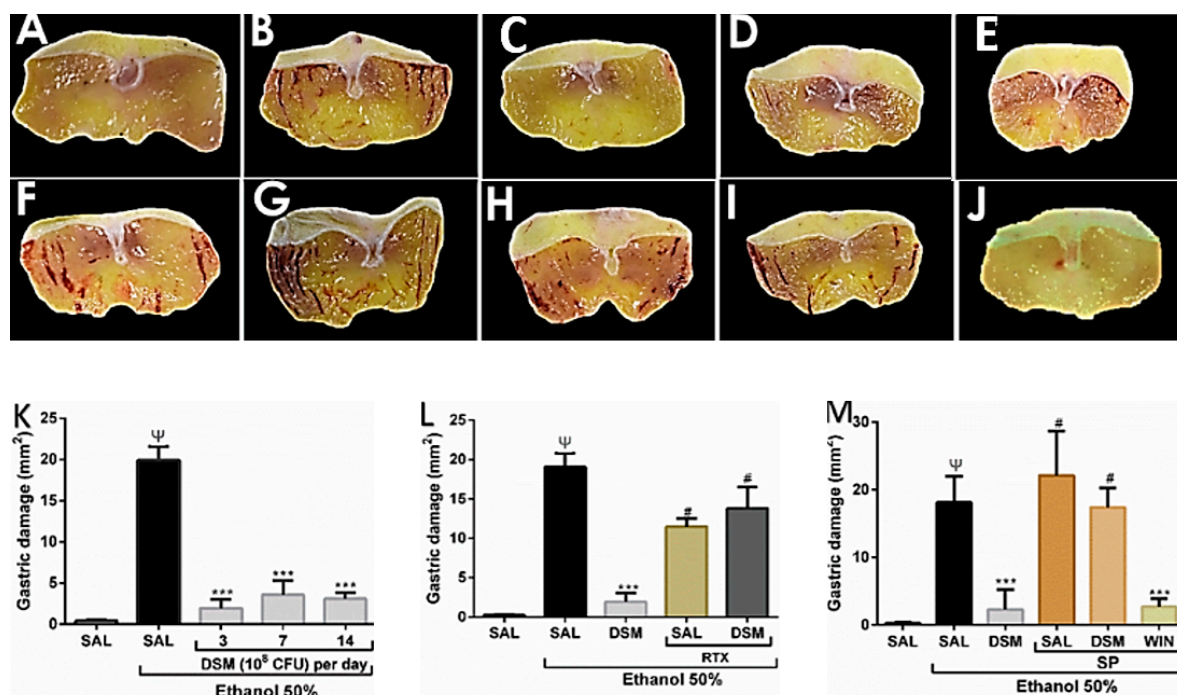 A B C D E
F G H I J
K
Gastric damage (mm²)
25
20
15
10
5
0
Ψ
*** *** ***
SAL SAL 3 7 14
DSM (10⁸ CFU) per day
Ethanol 50%
L
Gastric damage (mm²)
25
20
15
10
5
0
Ψ
***
#
#
SAL SAL DSM SAL DSM
RTX
Ethanol 50%
M
Gastric damage (mm²)
30
20
10
0
Ψ
***
#
#
***
SAL SAL DSM SAL DSM WIN
SP
Ethanol 50%